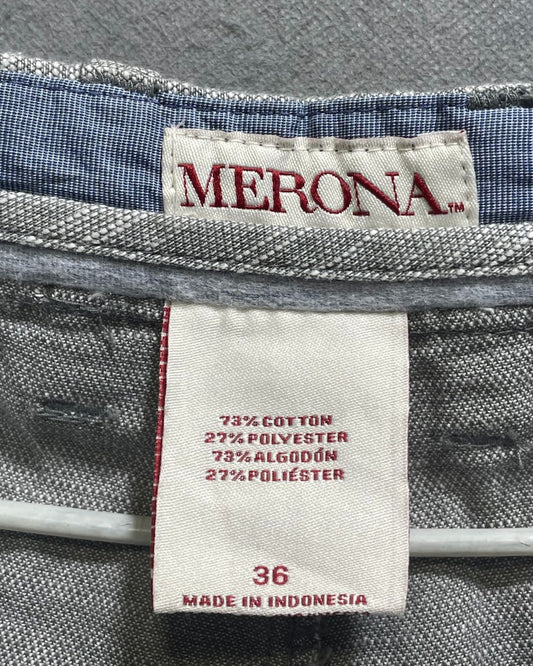 MERONA™
73% COTTON
27% POLYESTER
73% ALGODÓN
27% POLIÉSTER
36
MADE IN INDONESIA